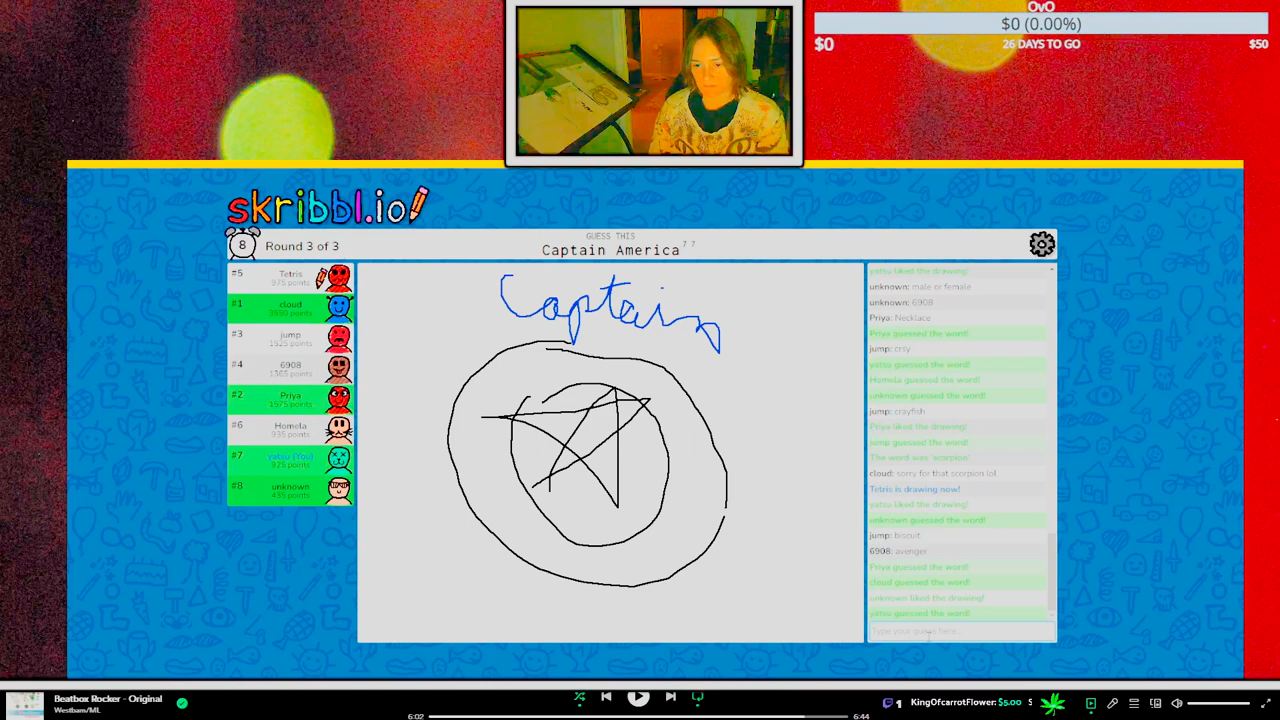 OvO
$0 (0.00%)
$0
26 DAYS TO GO
$50
skribbl.io
8
Round 3 of 3
GUESS THIS
Captain America 7 7
#5 Tetris
975 points
#1 cloud
3550 points
#3 jump
1525 points
#4 6908
1365 points
#2 Priya
1575 points
#6 Homela
935 points
#7 yatsu (You)
925 points
#8 unknown
435 points
Captain
yatsu liked the drawing!
unknown: male or female
unknown: 6908
Priya: Necklace
Priya guessed the word!
jump: crsy
yatsu guessed the word!
Homela guessed the word!
unknown guessed the word!
jump: crayfish
Priya liked the drawing!
jump guessed the word!
The word was 'scorpion'
cloud: sorry for that scorpion lol
Tetris is drawing now!
yatsu liked the drawing!
unknown guessed the word!
jump: biscuit
6908: avenger
Priya guessed the word!
cloud guessed the word!
unknown liked the drawing!
yatsu guessed the word!
Type your guess here...
Beatbox Rocker - Original
Westbam/ML
6:02
6:44
1
KingOfcarrotFlower: $5.00 S